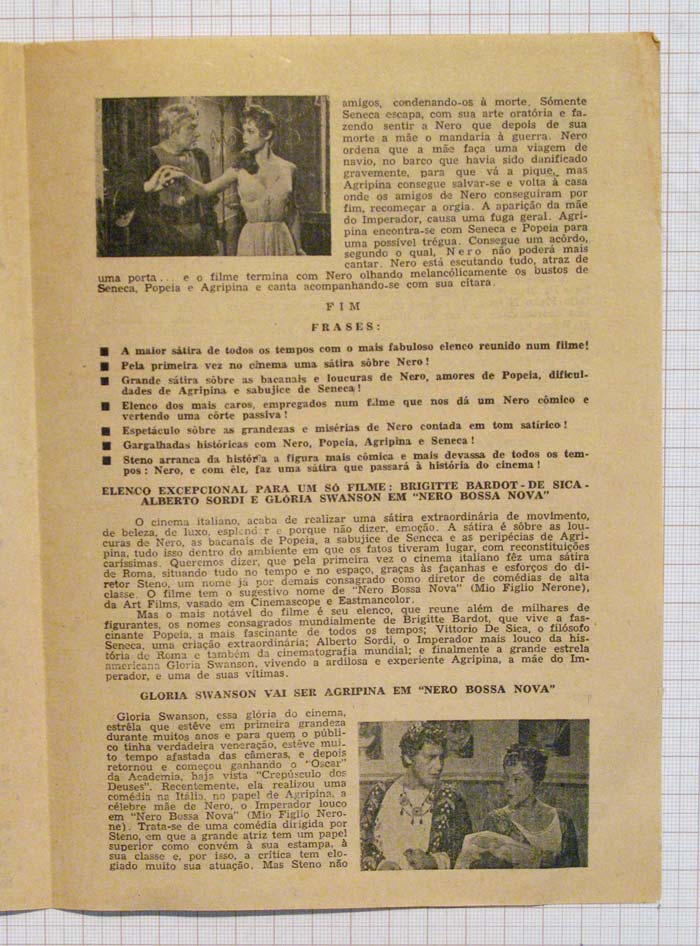 amigos, condenando-os à morte. Sómente
Seneca escapa, com sua arte oratória e fa-
zendo sentir a Nero que depois de sua
morte a mãe o mandaria à guerra. Nero
ordena que a mãe faça uma viagem de
navio, no barco que havia sido danificado
gravemente, para que vá a pique, mas
Agripina consegue salvar-se e volta à casa
onde os amigos de Nero conseguiram por
fim, recomeçar a orgia. A aparição da mãe
do Imperador, causa uma fuga geral. Agri-
pina encontra-se com Seneca e Popeia para
uma possível trégua. Consegue um acôrdo,
segundo o qual, Nero não poderá mais
cantar. Nero está escutando tudo, atraz de
uma porta... e o filme termina com Nero olhando melancólicamente os bustos de
Seneca, Popeia e Agripina e canta acompanhando-se com sua cítara.
FIM
FRASES:
■ A maior sátira de todos os tempos com o mais fabuloso elenco reunido num filme!
■ Pela primeira vez no cinema uma sátira sôbre Nero!
■ Grande sátira sôbre as bacanais e loucuras de Nero, amores de Popeia, dificul-
dades de Agripina e sabujice de Seneca!
■ Elenco dos mais caros, empregados num filme que nos dá um Nero cômico e
vertendo uma côrte passiva!
■ Espetáculo sôbre as grandezas e misérias de Nero contada em tom satírico!
■ Gargalhadas históricas com Nero, Popeia, Agripina e Seneca!
■ Steno arranca da história a figura mais cômica e mais devassa de todos os tem-
pos: Nero, e com êle, faz uma sátira que passará à história do cinema!
ELENCO EXCEPCIONAL PARA UM SÓ FILME: BRIGITTE BARDOT-DE SICA-
ALBERTO SORDI E GLÓRIA SWANSON EM "NERO BOSSA NOVA"
O cinema italiano, acaba de realizar uma sátira extraordinária de movimento,
de beleza, de luxo, esplendor e porque não dizer, emoção. A sátira é sôbre as lou-
curas de Nero, as bacanais de Popeia, a sabujice de Seneca e as peripécias de Agri-
pina, tudo isso dentro do ambiente em que os fatos tiveram lugar, com reconstituições
caríssimas. Queremos dizer, que pela primeira vez o cinema italiano fêz uma sátira
de Roma, situando tudo no tempo e no espaço, graças às façanhas e esforços do di-
retor Steno, um nome já por demais consagrado como diretor de comédias de alta
classe. O filme tem o sugestivo nome de "Nero Bossa Nova" (Mio Figlio Nerone),
da Art Films, vasado em Cinemascope e Eastmancolor.
Mas o mais notável do filme é seu elenco, que reune além de milhares de
figurantes, os nomes consagrados mundialmente de Brigitte Bardot, que vive a fas-
cinante Popeia, a mais fascinante de todos os tempos; Vittorio De Sica, o filósofo
Seneca, uma criação extraordinária; Alberto Sordi, o Imperador mais louco da his-
tória de Roma e também da cinematografia mundial; e finalmente a grande estrela
americana Gloria Swanson, vivendo a ardilosa e experiente Agripina, a mãe do Im-
perador, e uma de suas vítimas.
GLORIA SWANSON VAI SER AGRIPINA EM "NERO BOSSA NOVA"
Gloria Swanson, essa glória do cinema,
estrêla que estêve em primeira grandeza
durante muitos anos e para quem o públi-
co tinha verdadeira veneração, estêve mui-
to tempo afastada das câmeras, e depois
retornou e começou ganhando o "Oscar"
da Academia, haja vista "Crepúsculo dos
Deuses". Recentemente, ela realizou uma
comédia na Itália, no papel de Agripina, a
célebre mãe de Nero, o Imperador louco
em "Nero Bossa Nova" (Mio Figlio Nero-
ne). Trata-se de uma comédia dirigida por
Steno, em que a grande atriz tem um papel
superior como convém à sua estampa, à
sua classe e, por isso, a crítica tem elo-
giado muito sua atuação. Mas Steno não